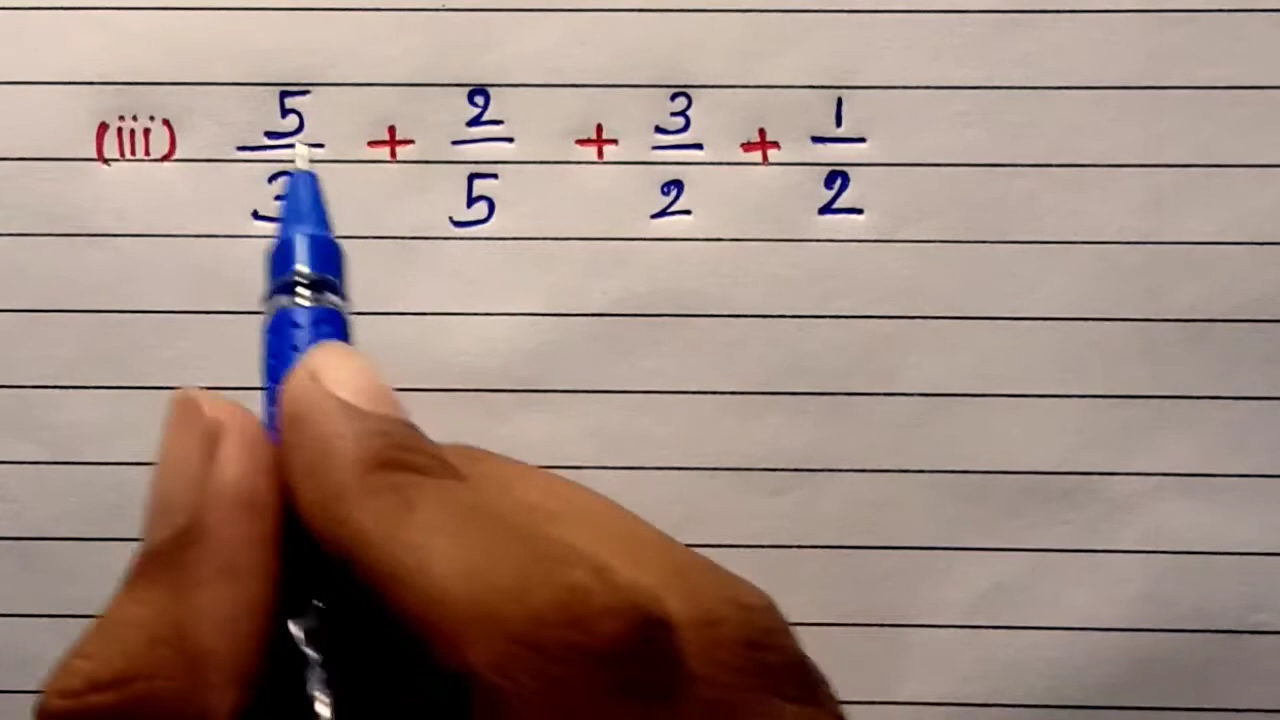 (iii) 5/3 + 2/5 + 3/2 + 1/2